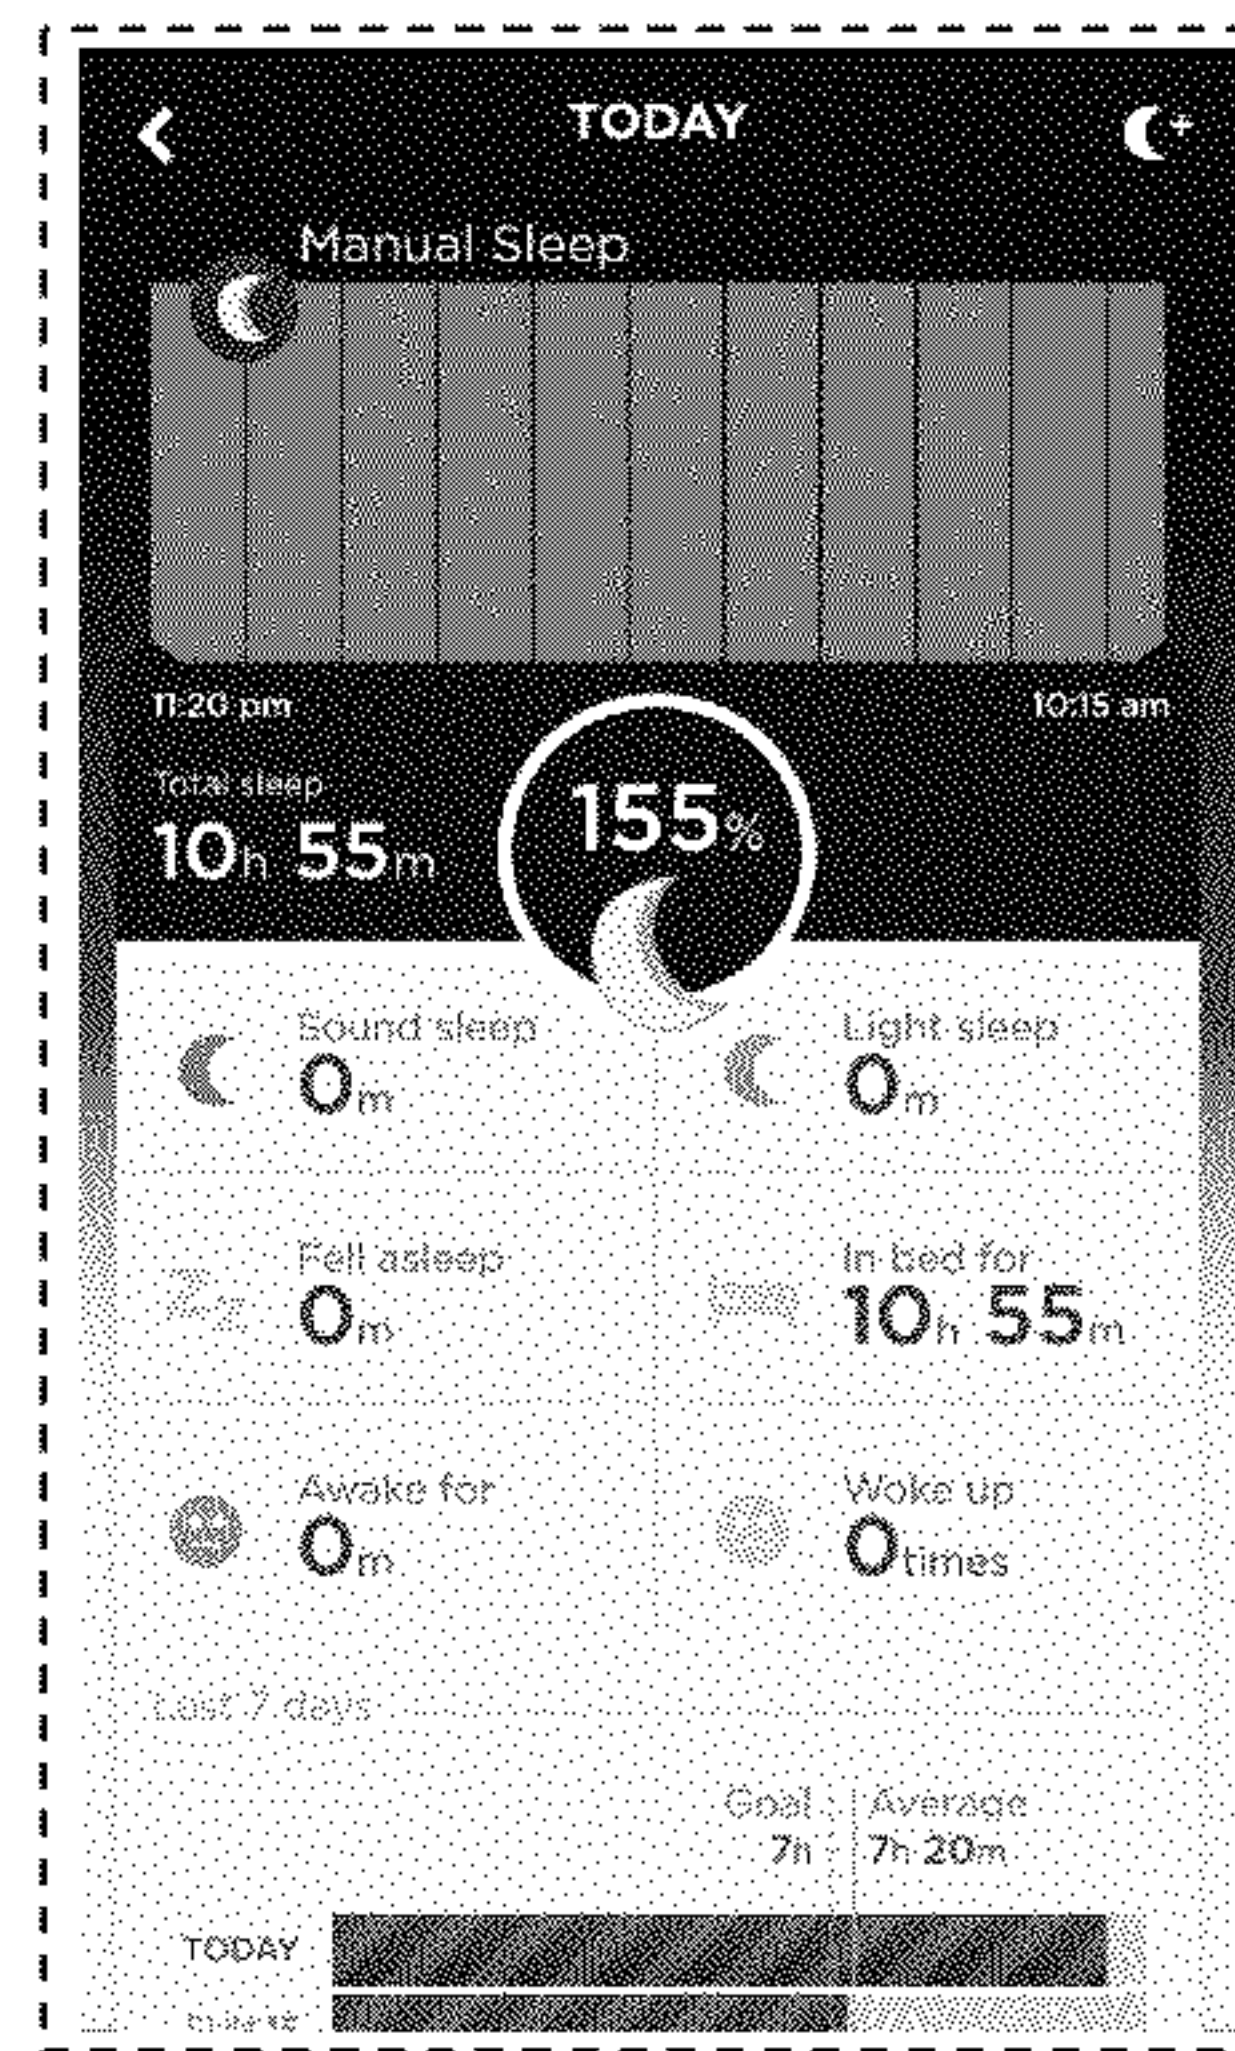 TODAY
Manual Sleep
11:20 pm 10:15 am
Total sleep
10h 55m
155%
Sound sleep Light sleep
0m 0m
Fell asleep In bed for
0m 10h 55m
Awake for Woke up
0m 0times
Last 7 days
Goal Average
7h 7h 20m
TODAY